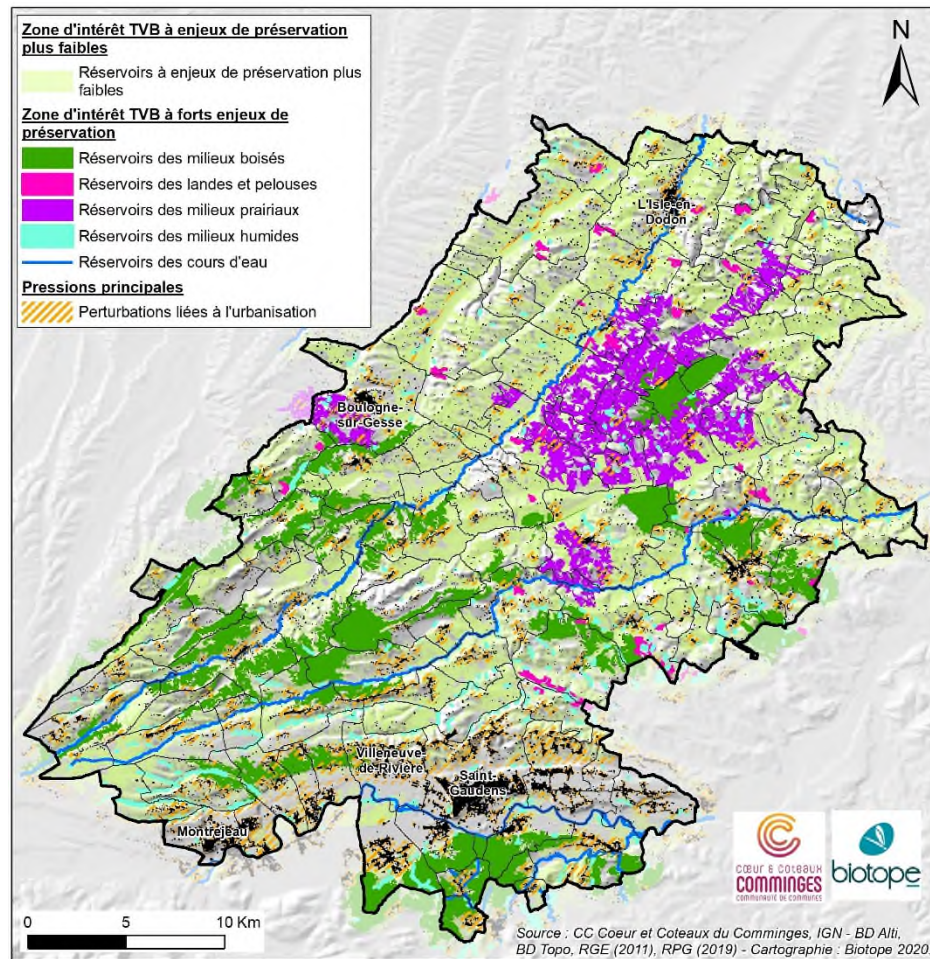 Zone d'intérêt TVB à enjeux de préservation
plus faibles
Réservoirs à enjeux de préservation plus
faibles
Zone d'intérêt TVB à forts enjeux de
préservation
Réservoirs des milieux boisés
Réservoirs des landes et pelouses
Réservoirs des milieux prairiaux
Réservoirs des milieux humides
Réservoirs des cours d'eau
Pressions principales
Perturbations liées à l'urbanisation
N
L'Isle-en-
Dodon
Boulogne-
sur-Gesse
Villeneuve-
de-Rivière
Saint-
Gaudens
Montréjeau
cœur & coteaux
COMMINGES
COMMUNAUTÉ DE COMMUNES
biotope
0 5 10 Km
Source : CC Coeur et Coteaux du Comminges, IGN - BD Alti,
BD Topo, RGE (2011), RPG (2019) - Cartographie : Biotope 2020.